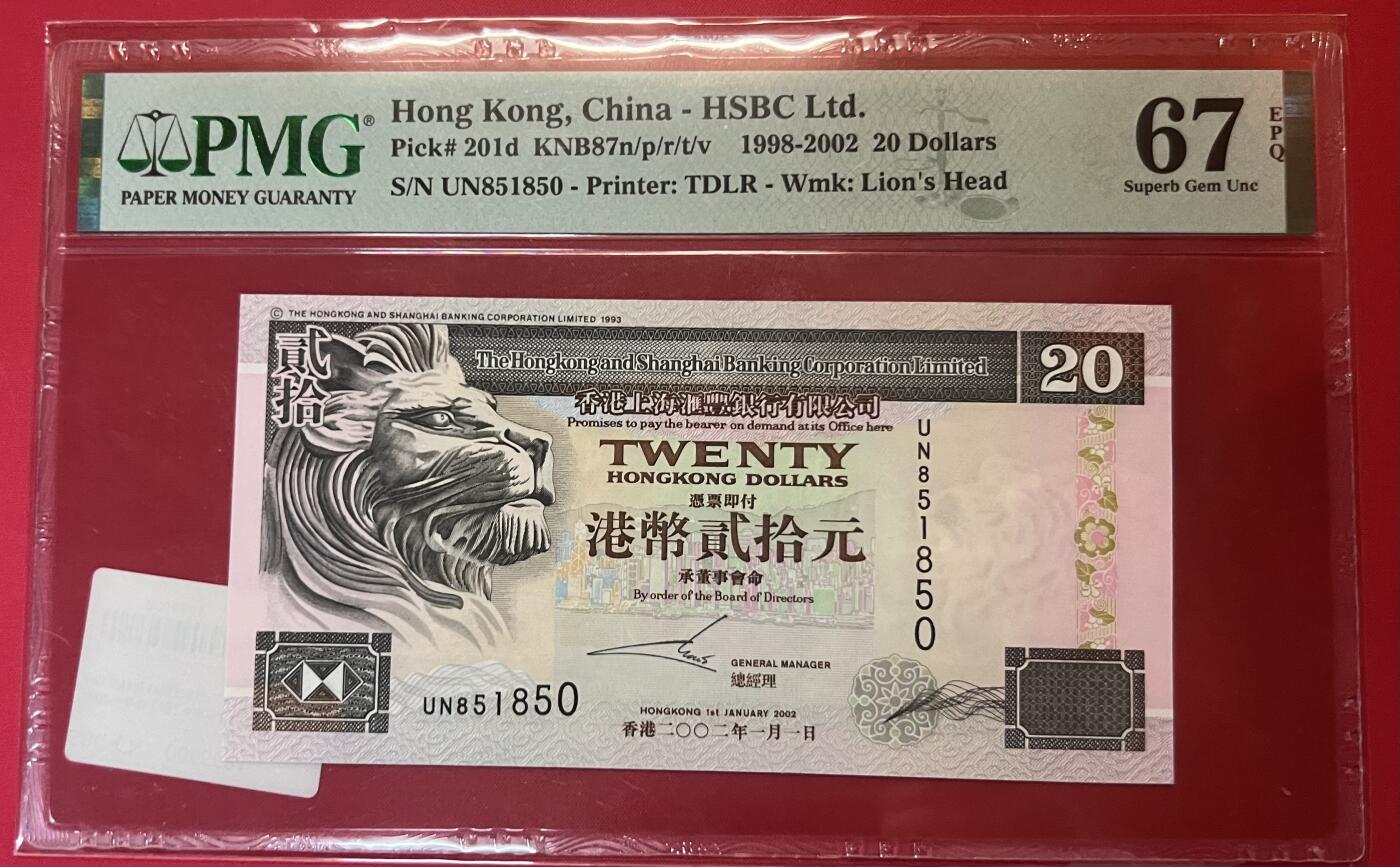 PMG®
PAPER MONEY GUARANTY
Hong Kong, China - HSBC Ltd.
Pick# 201d KNB87n/p/r/t/v 1998-2002 20 Dollars
S/N UN851850 - Printer: TDLR - Wmk: Lion's Head
67
EPQ
Superb Gem Unc
© THE HONGKONG AND SHANGHAI BANKING CORPORATION LIMITED 1993
貳拾
The Hongkong and Shanghai Banking Corporation Limited
20
香港上海滙豐銀行有限公司
Promises to pay the bearer on demand at its Office here
TWENTY
HONGKONG DOLLARS
憑票即付
港幣貳拾元
承董事會命
By order of the Board of Directors
UN851850
GENERAL MANAGER
總經理
UN851850
HONGKONG 1st JANUARY 2002
香港二〇〇二年一月一日